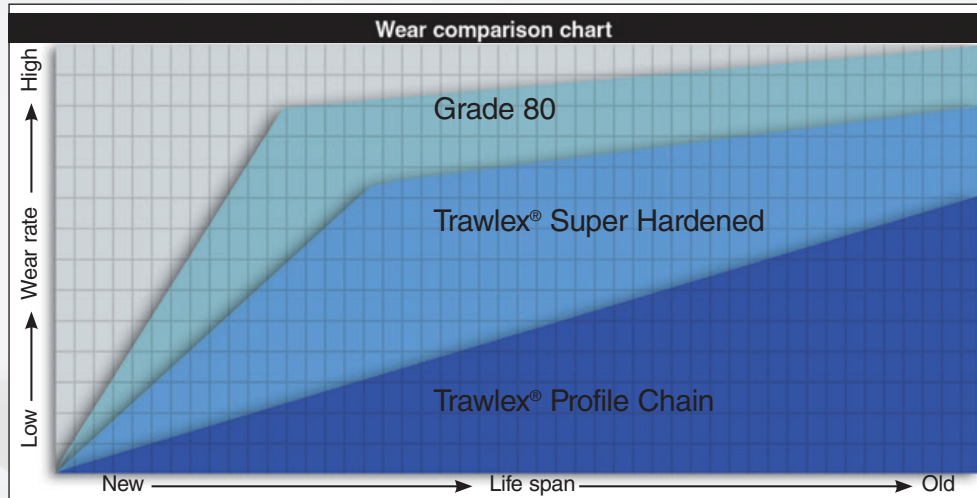 Wear comparison chart
High
Wear rate
Low
Grade 80
Trawlex® Super Hardened
Trawlex® Profile Chain
New
Life span
Old